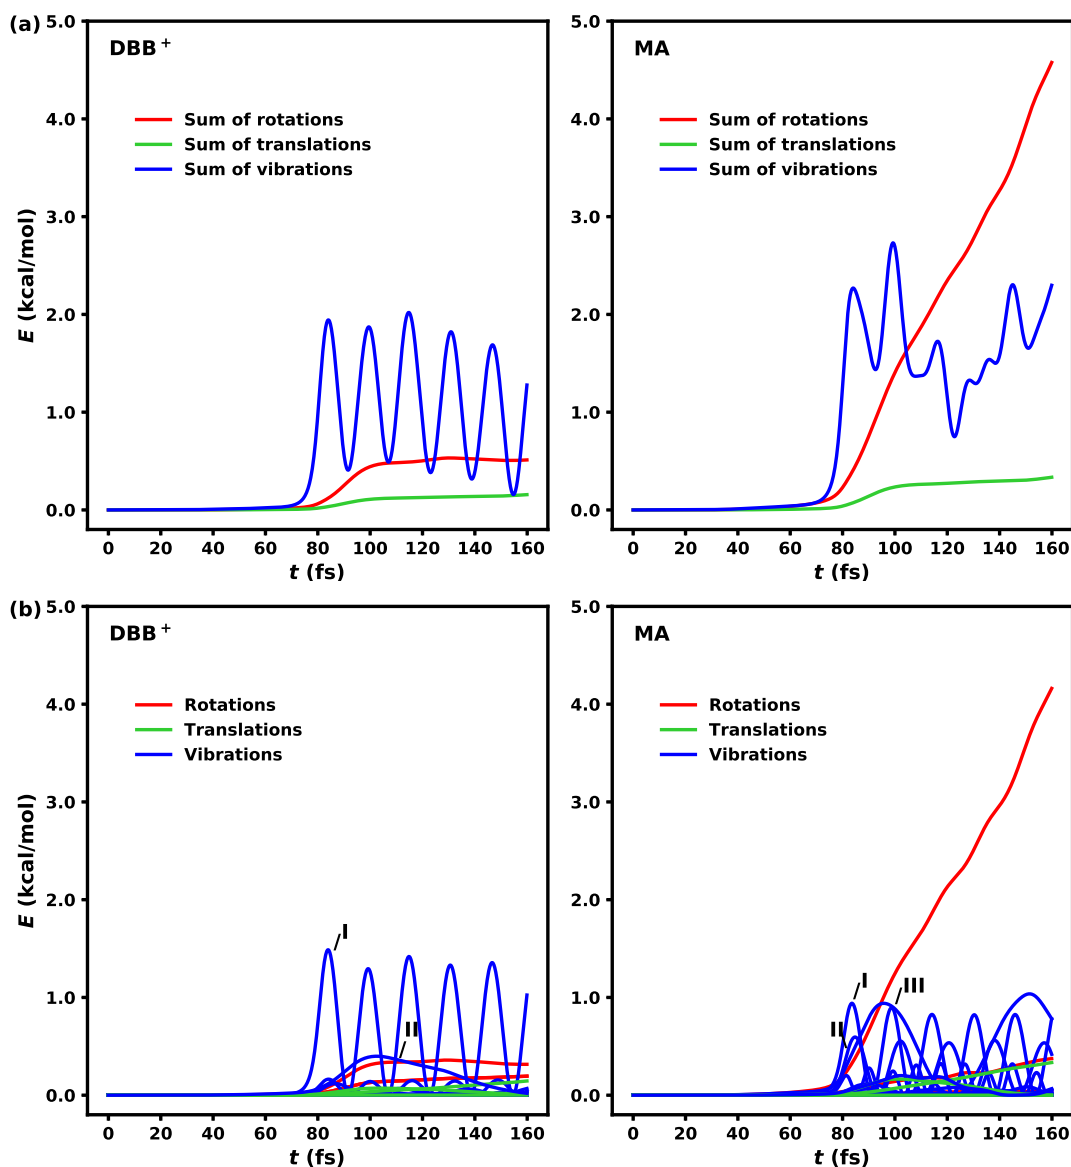 (a)
DBB+
Sum of rotations
Sum of translations
Sum of vibrations
E (kcal/mol)
5.0
4.0
3.0
2.0
1.0
0.0
0 20 40 60 80 100 120 140 160
t (fs)
MA
Sum of rotations
Sum of translations
Sum of vibrations
5.0
4.0
3.0
2.0
1.0
0.0
0 20 40 60 80 100 120 140 160
t (fs)
(b)
DBB+
Rotations
Translations
Vibrations
I
II
E (kcal/mol)
5.0
4.0
3.0
2.0
1.0
0.0
0 20 40 60 80 100 120 140 160
t (fs)
MA
Rotations
Translations
Vibrations
I
III
II
5.0
4.0
3.0
2.0
1.0
0.0
0 20 40 60 80 100 120 140 160
t (fs)